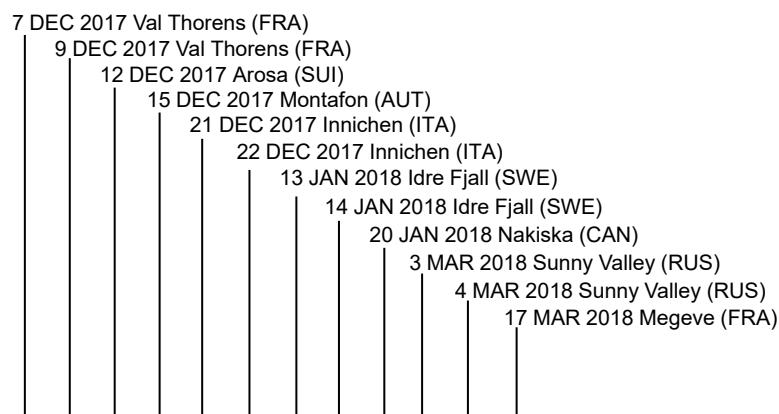 7 DEC 2017 Val Thorens (FRA)
9 DEC 2017 Val Thorens (FRA)
12 DEC 2017 Arosa (SUI)
15 DEC 2017 Montafon (AUT)
21 DEC 2017 Innichen (ITA)
22 DEC 2017 Innichen (ITA)
13 JAN 2018 Idre Fjall (SWE)
14 JAN 2018 Idre Fjall (SWE)
20 JAN 2018 Nakiska (CAN)
3 MAR 2018 Sunny Valley (RUS)
4 MAR 2018 Sunny Valley (RUS)
17 MAR 2018 Megeve (FRA)